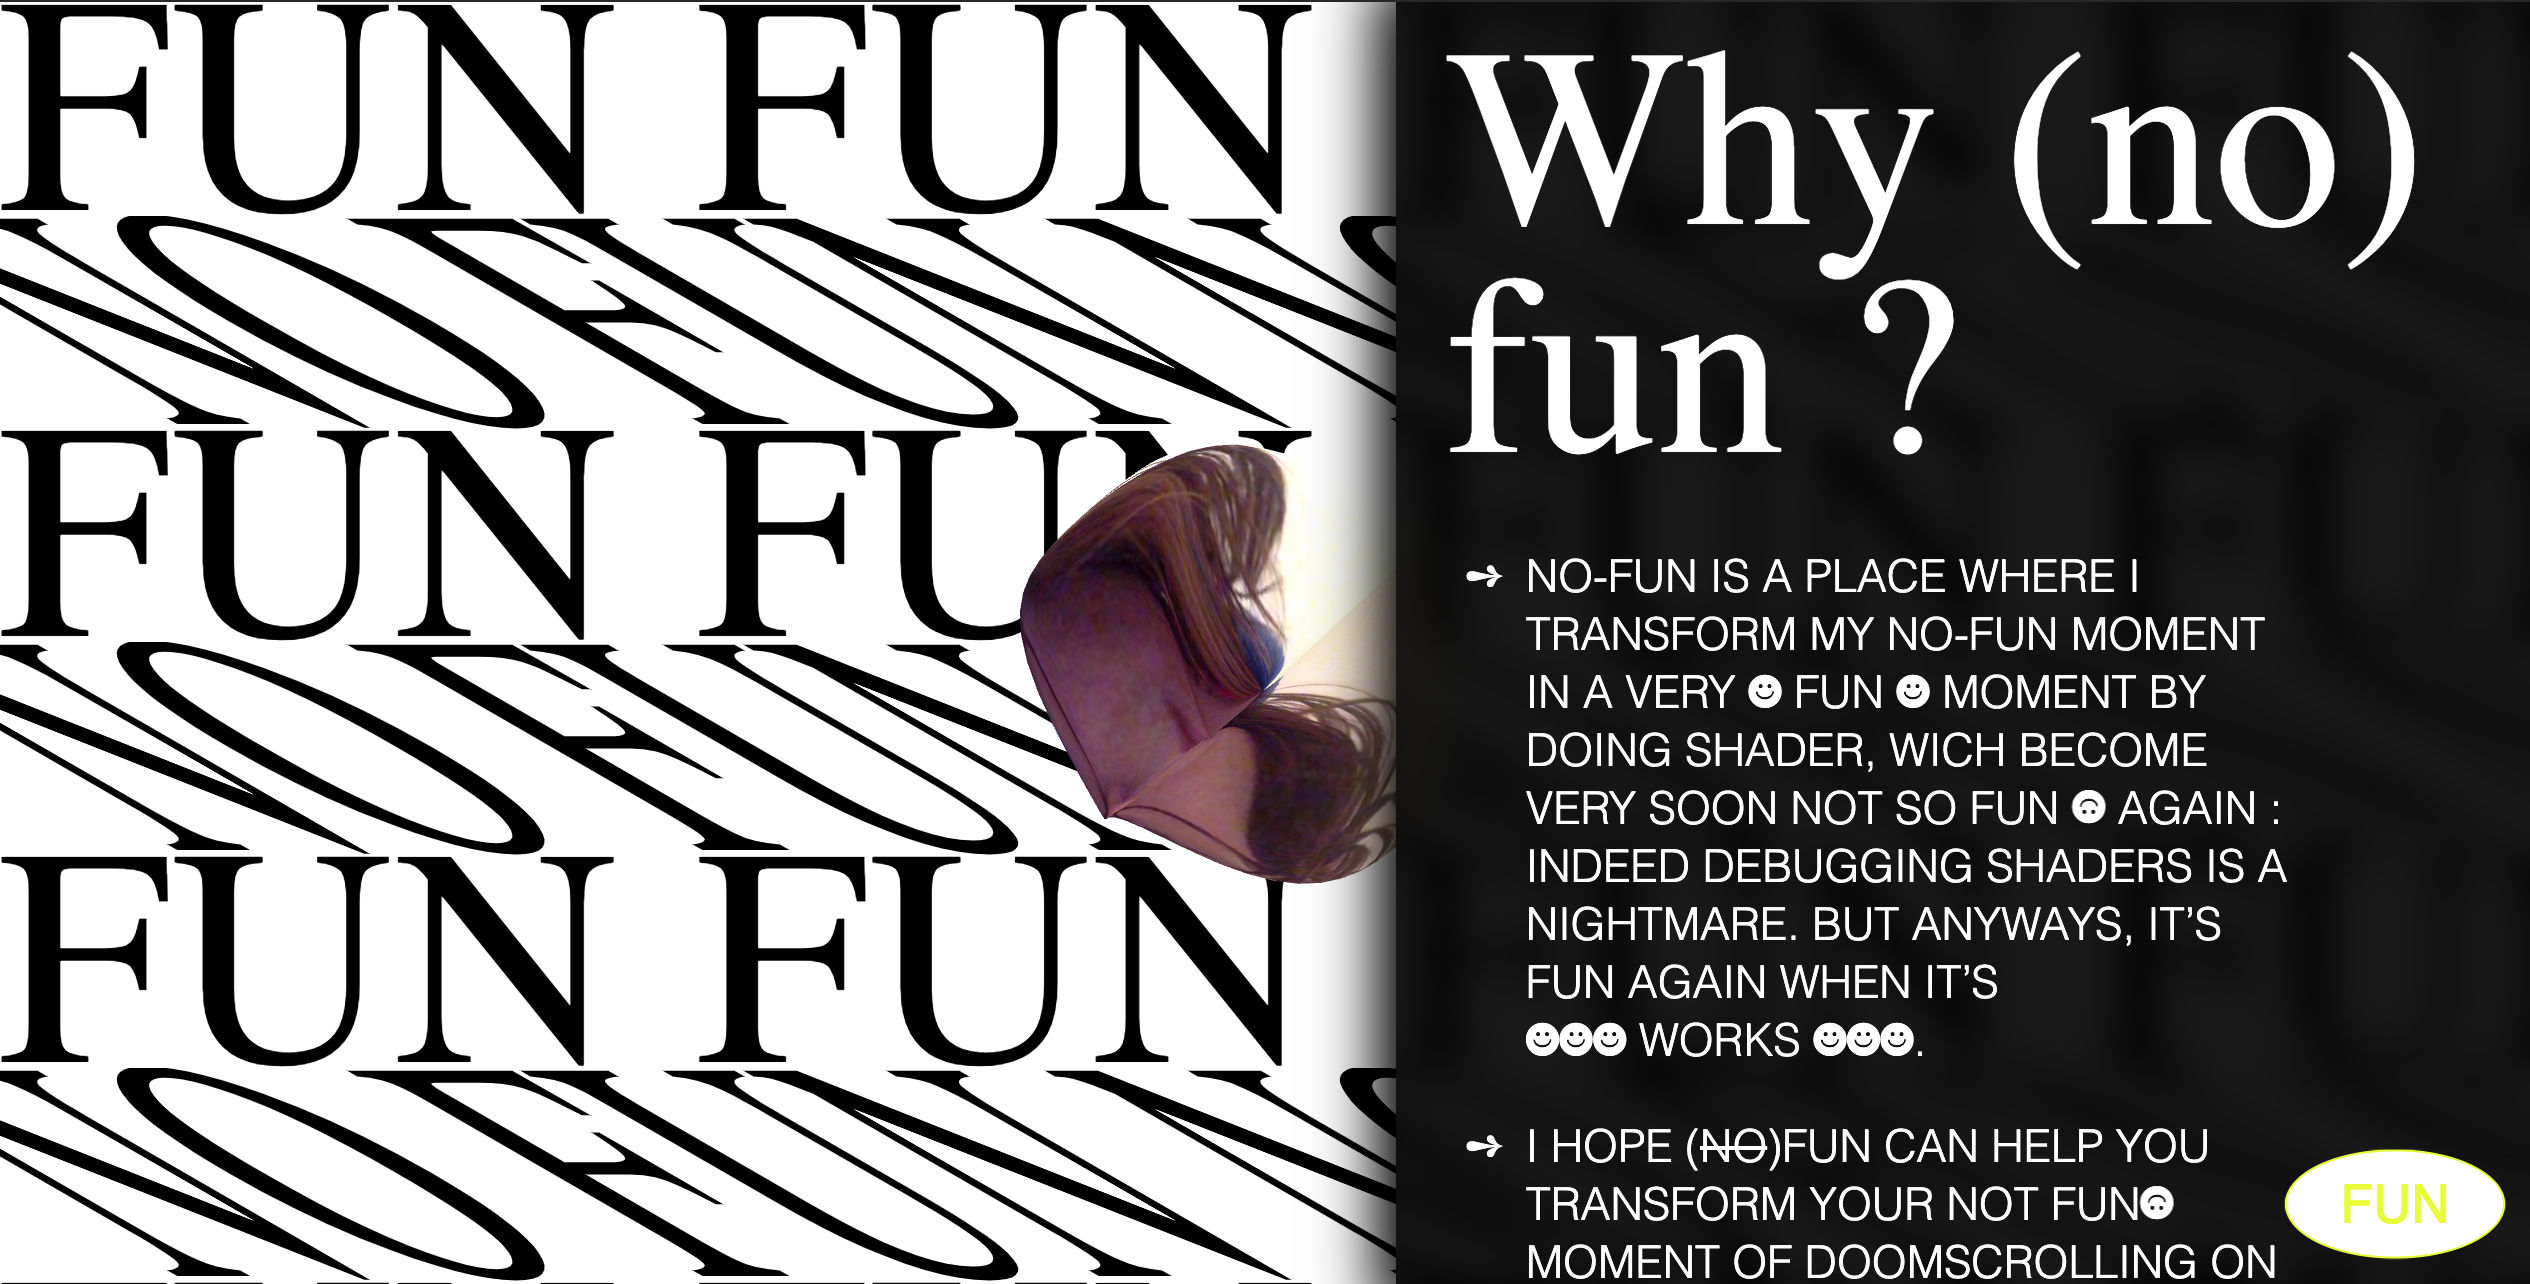 FUN FUN
NO FUN N
FUN FUN
NO FUN
FUN FUN
NO FUN N
Why (no)
fun ?
➻ NO-FUN IS A PLACE WHERE I
TRANSFORM MY NO-FUN MOMENT
IN A VERY ☻ FUN ☻ MOMENT BY
DOING SHADER, WICH BECOME
VERY SOON NOT SO FUN 🙃 AGAIN :
INDEED DEBUGGING SHADERS IS A
NIGHTMARE. BUT ANYWAYS, IT’S
FUN AGAIN WHEN IT’S
☻☻☻ WORKS ☻☻☻.
➻ I HOPE (NO)FUN CAN HELP YOU
TRANSFORM YOUR NOT FUN🙃
MOMENT OF DOOMSCROLLING ON
FUN